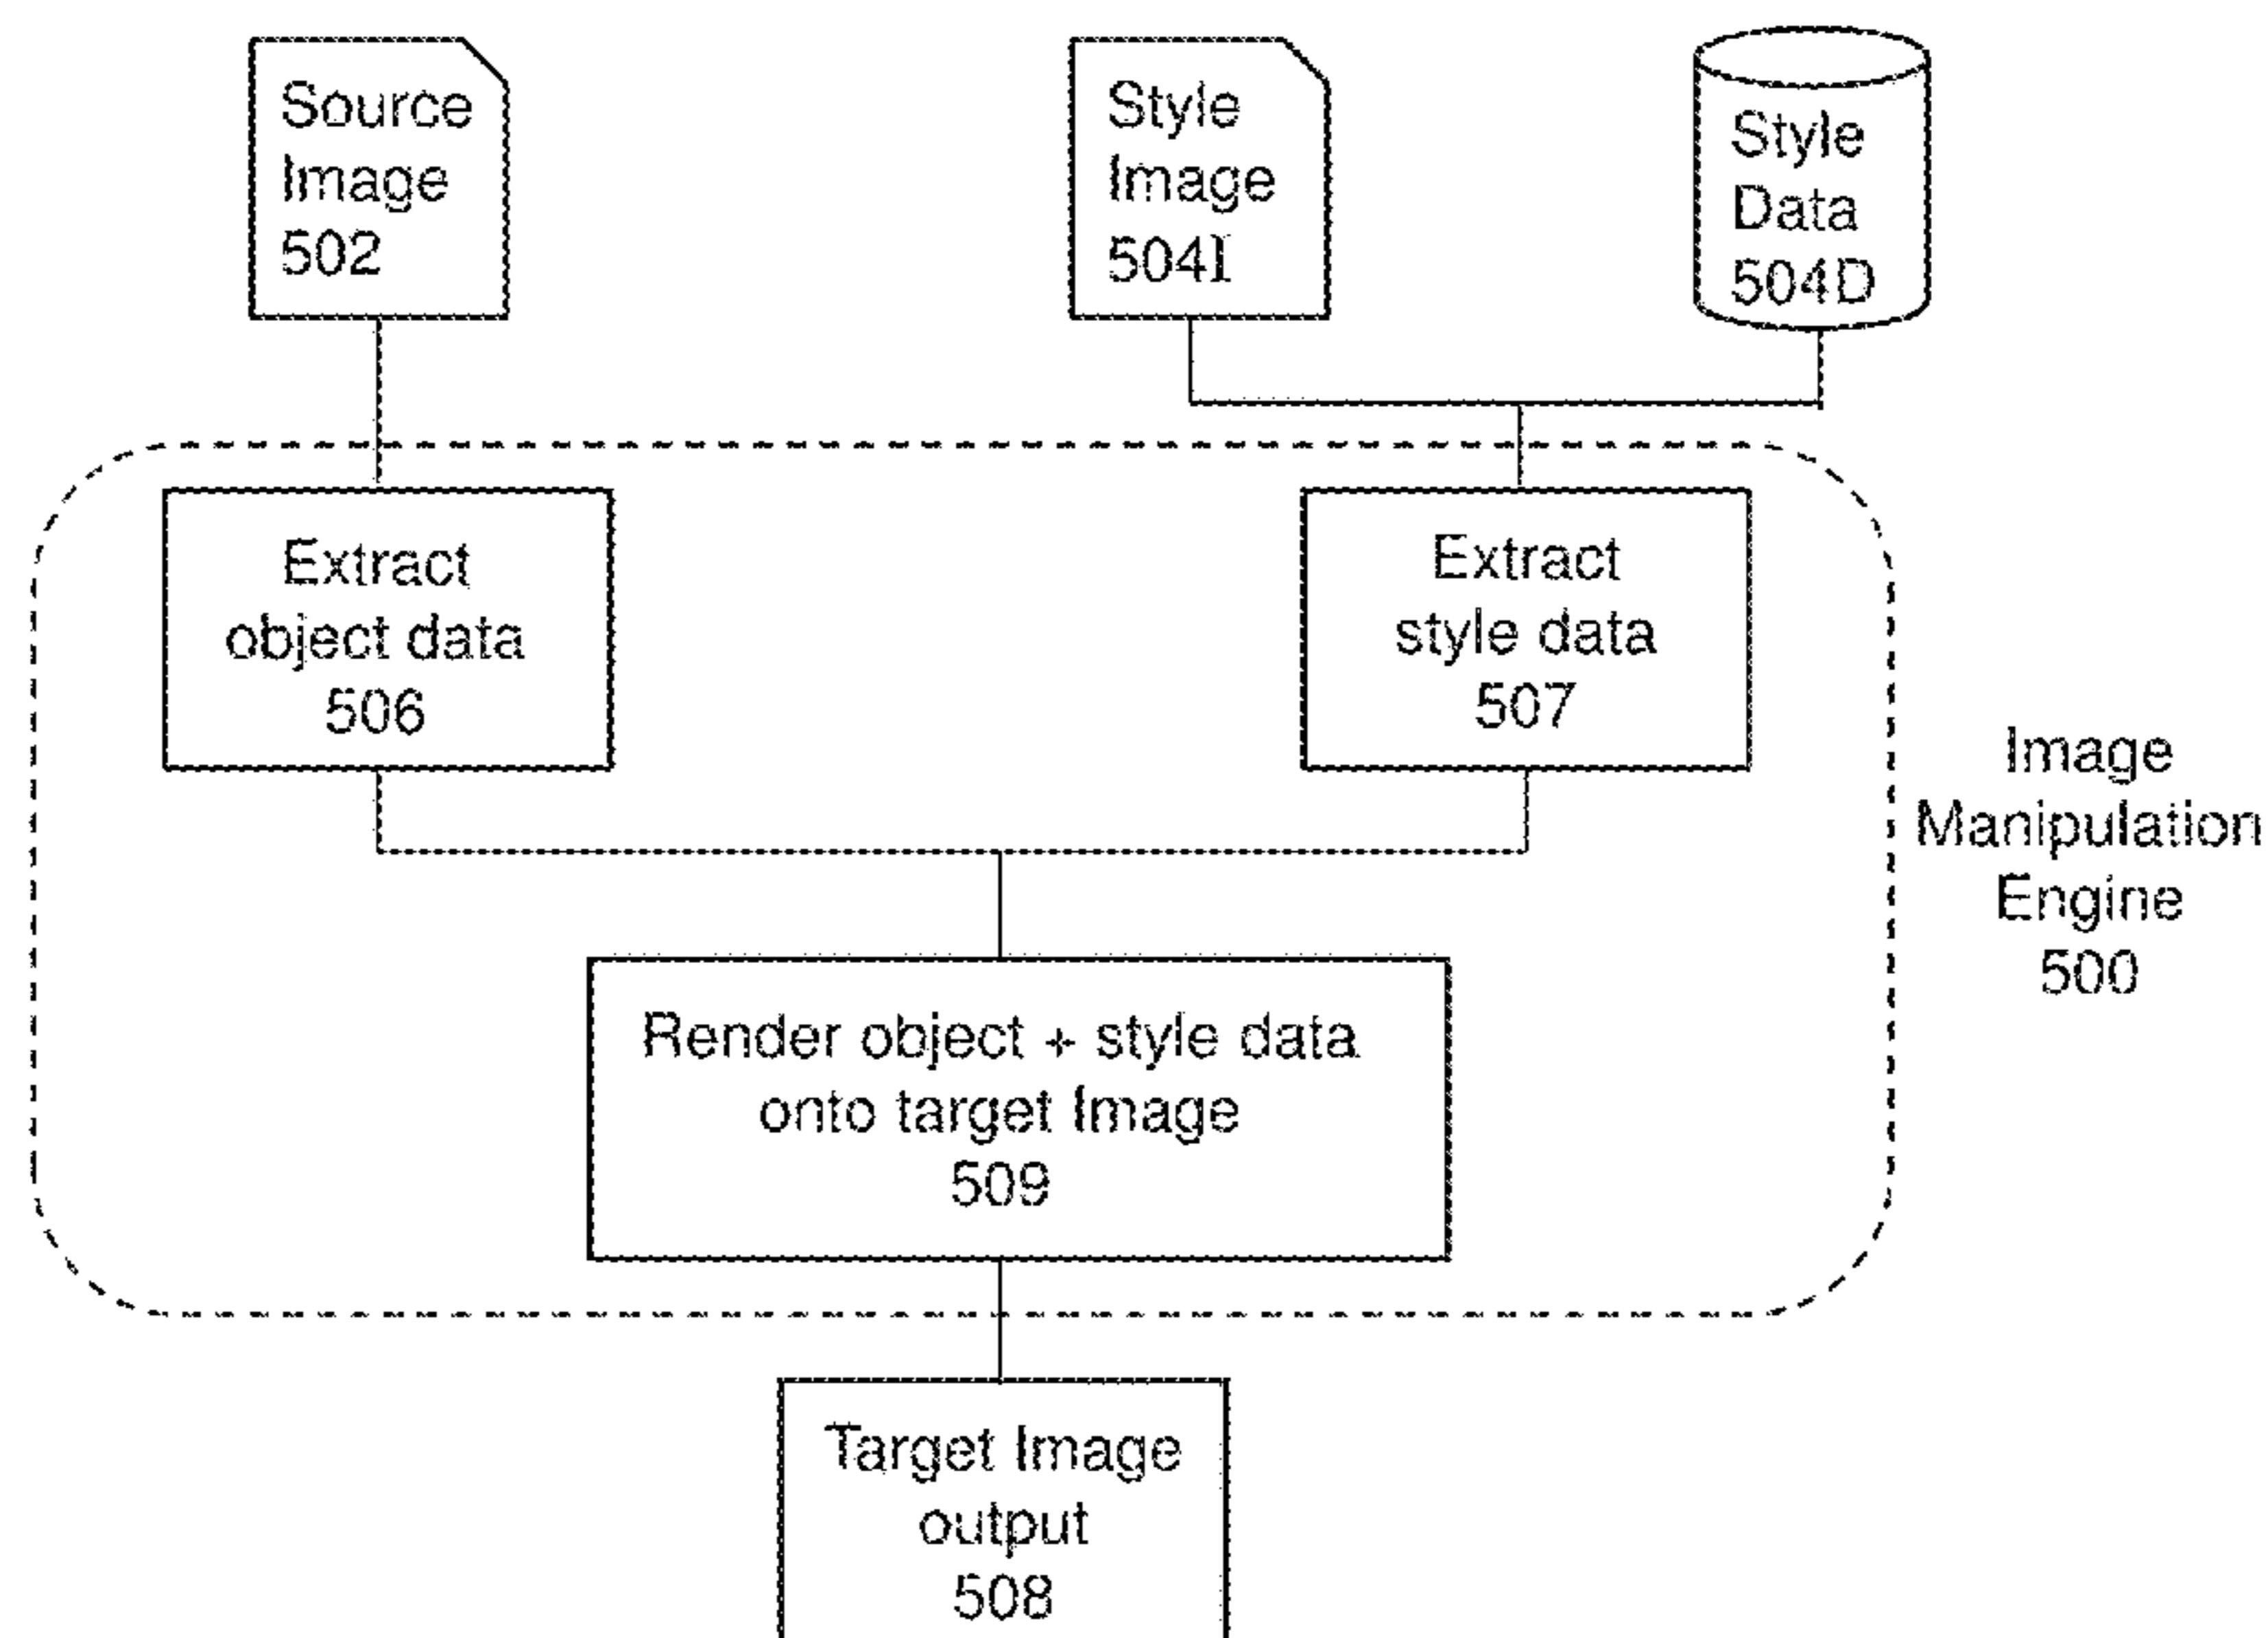 Source
Image
502
Style
Image
504I
Style
Data
504D
Extract
object data
506
Extract
style data
507
Image
Manipulation
Engine
500
Render object + style data
onto target Image
509
Target Image
output
508